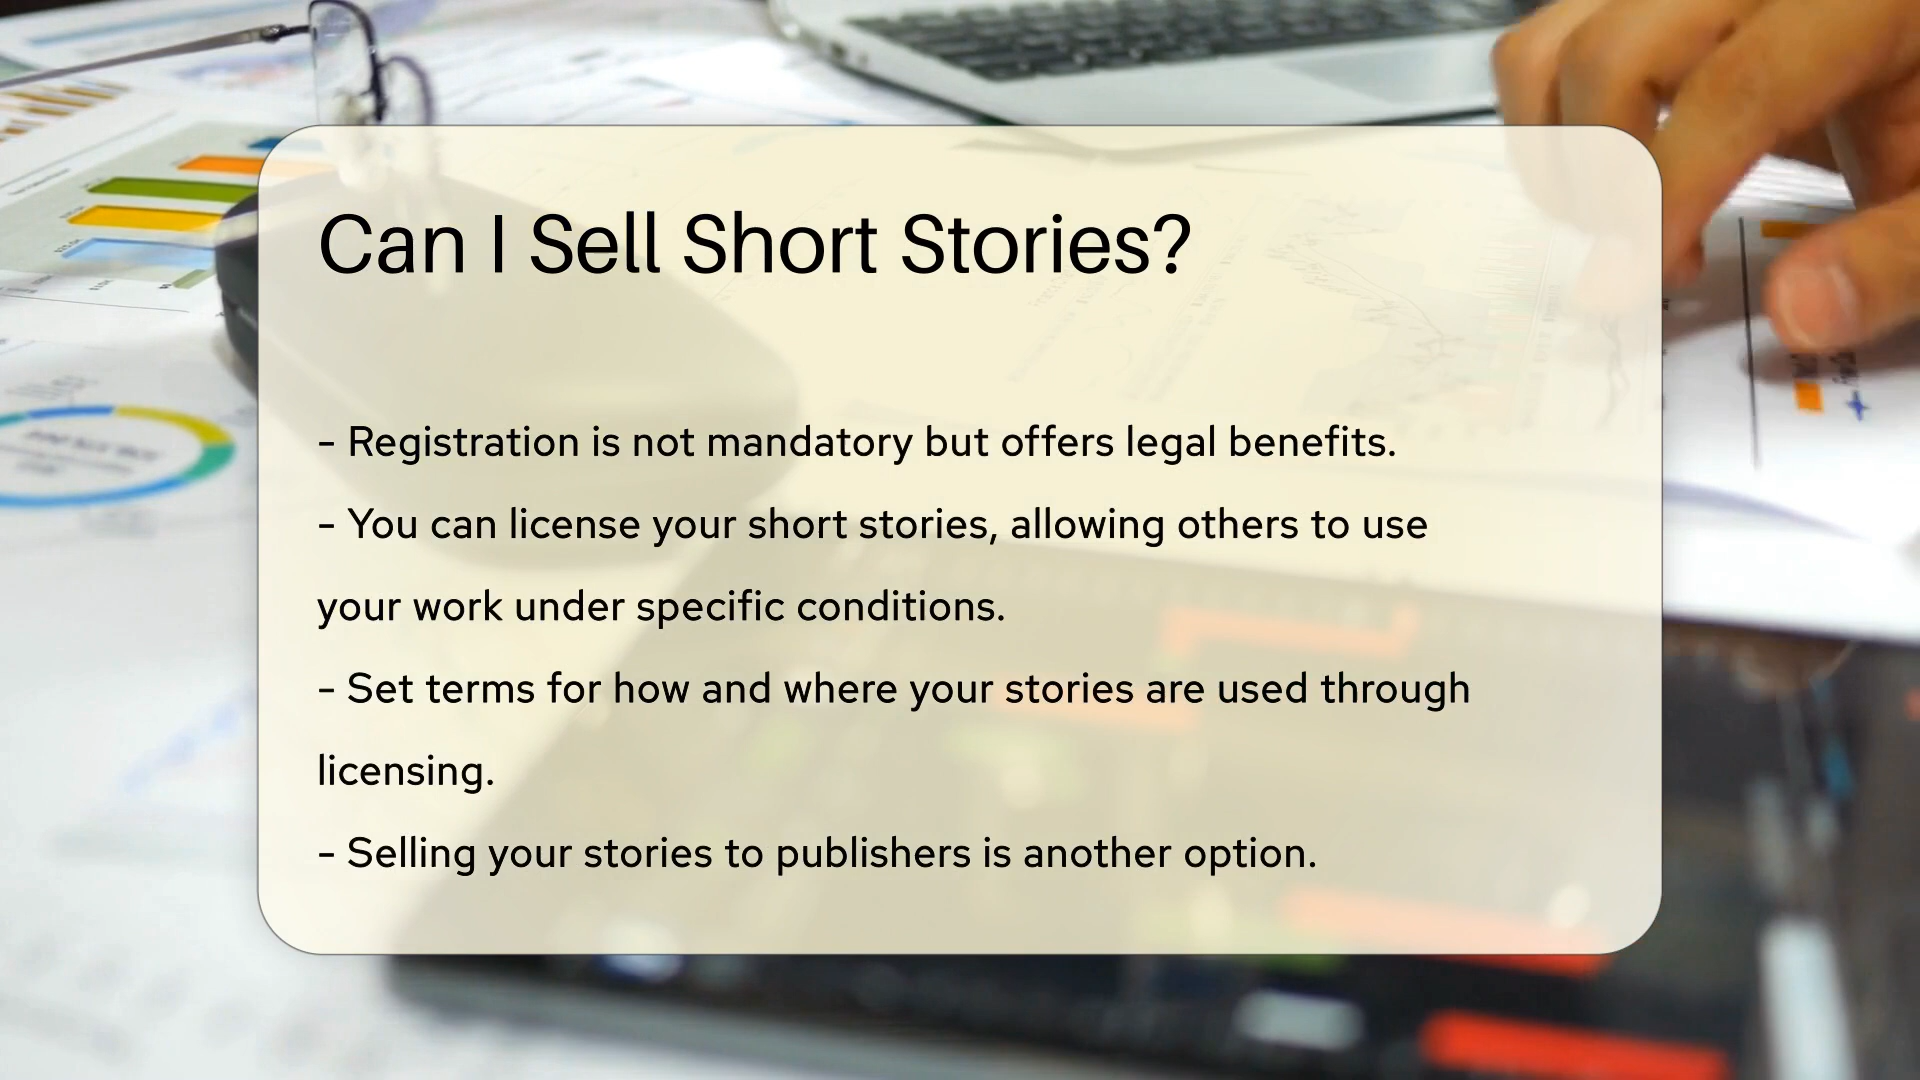 Can I Sell Short Stories?
- Registration is not mandatory but offers legal benefits.
- You can license your short stories, allowing others to use
your work under specific conditions.
- Set terms for how and where your stories are used through
licensing.
- Selling your stories to publishers is another option.